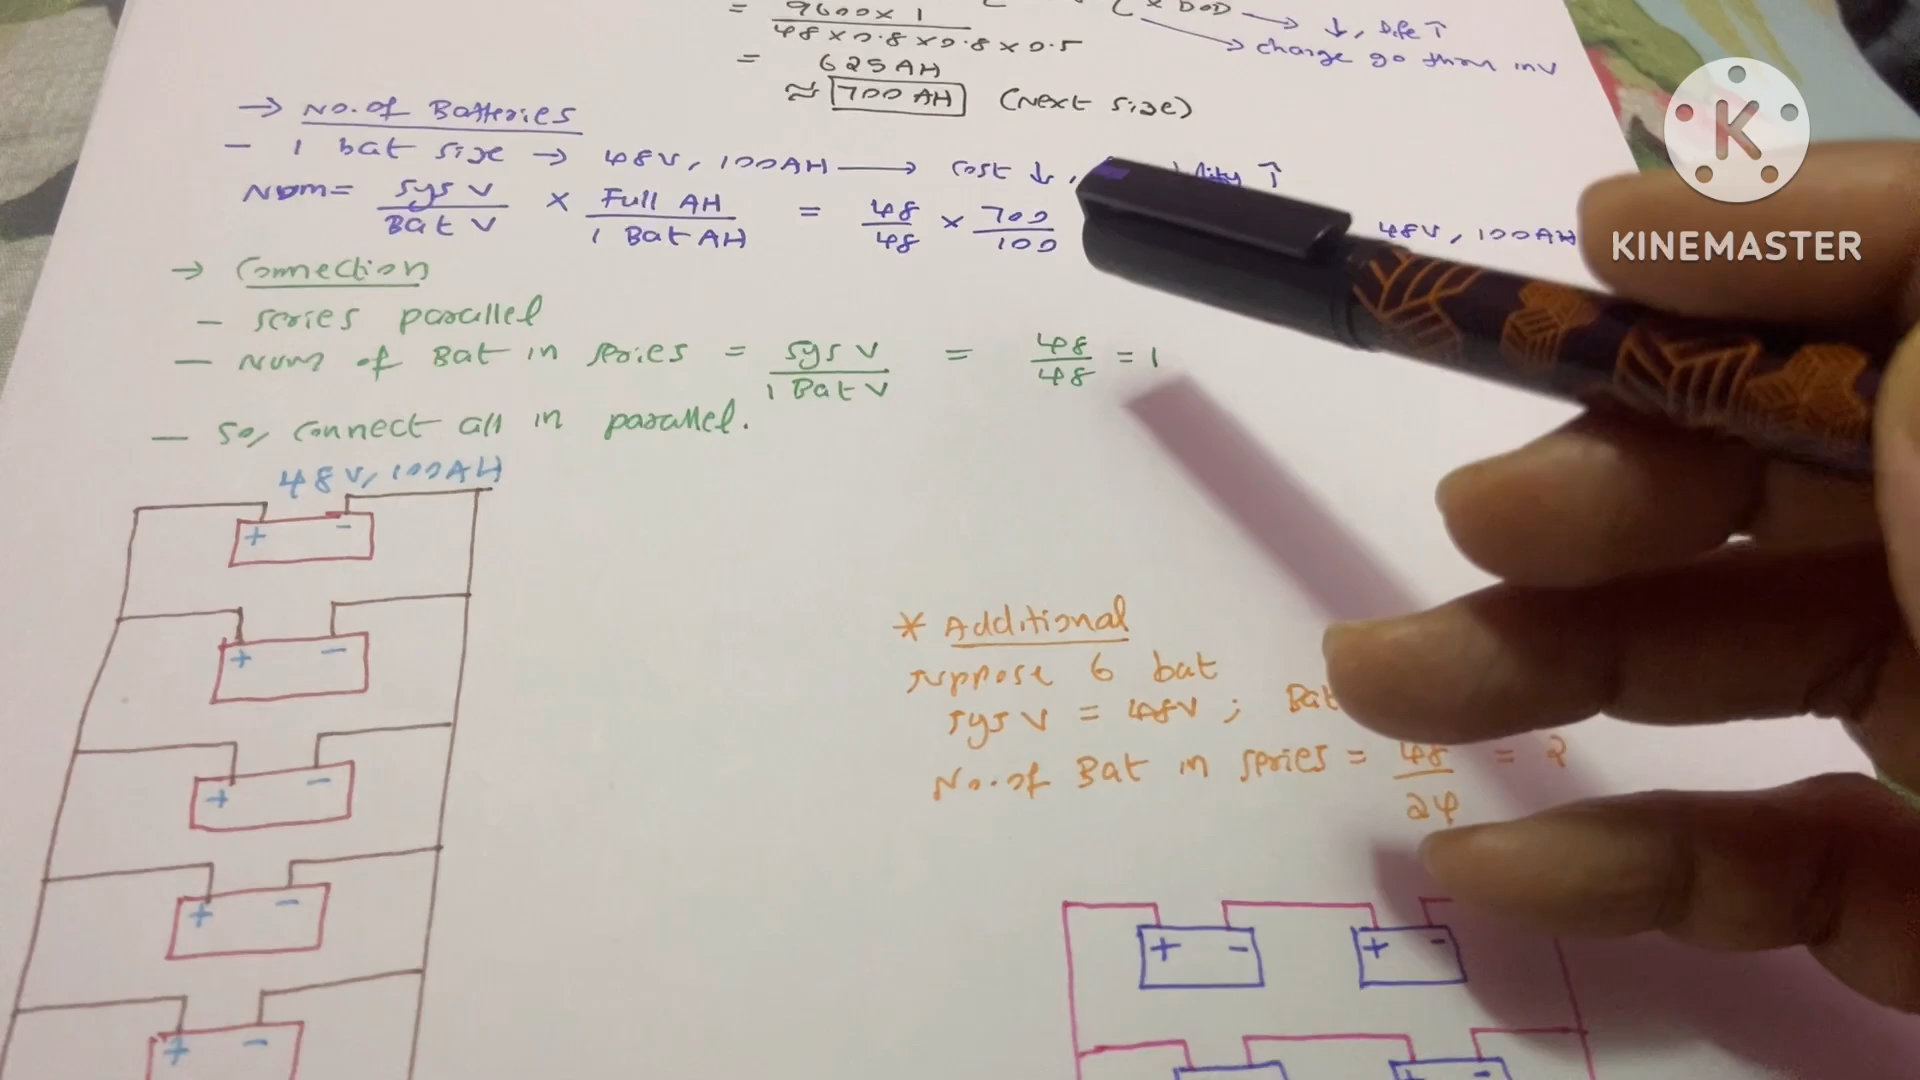 = 9600 × 1
48 × 0.8 × 0.8 × 0.5
× DOD → ↓, life ↑
→ charge go thro inv
= 625 AH
≈ 700 AH (Next size)
→ No. of Batteries
- 1 bat size → 48V, 100AH → cost ↓, ↑
Num = sys V / Bat V × Full AH / 1 Bat AH = 48 / 48 × 700 / 100 48V, 100AH
→ Connection
- series parallel
- Num of Bat in series = sys V / 1 Bat V = 48 / 48 = 1
- So, connect all in parallel.
48V, 100AH
+ -
+ -
+ -
+ -
+ -
* Additional
suppose 6 bat
sys V = 48V ; Bat
No. of Bat in series = 48 / 24 = 2
+ - + -
+ -
K
KINEMASTER